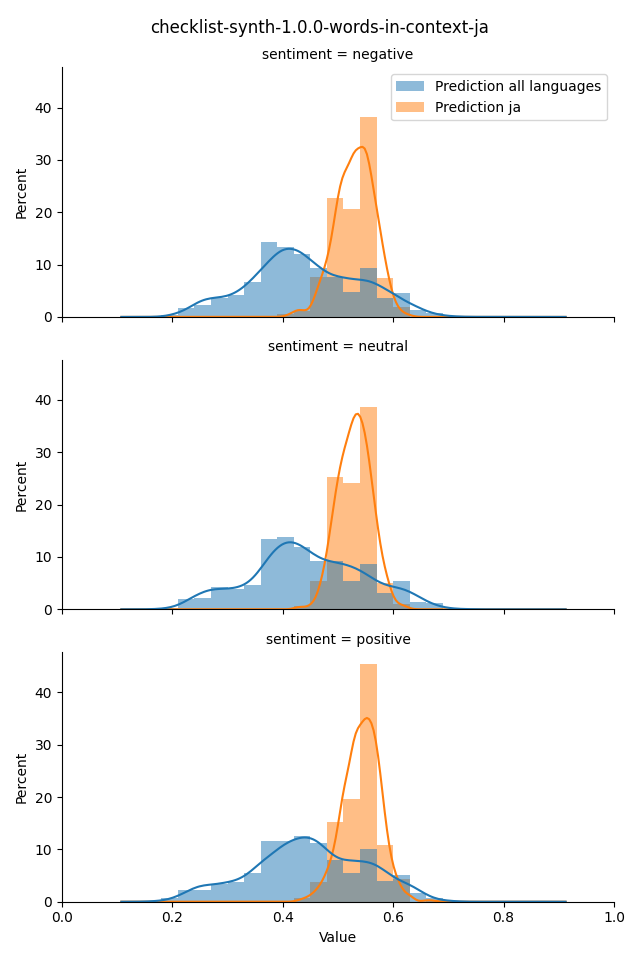 checklist-synth-1.0.0-words-in-context-ja
sentiment = negative
Prediction all languages
Prediction ja
Percent
40
30
20
10
0
sentiment = neutral
Percent
40
30
20
10
0
sentiment = positive
Percent
40
30
20
10
0
0.0 0.2 0.4 0.6 0.8 1.0
Value